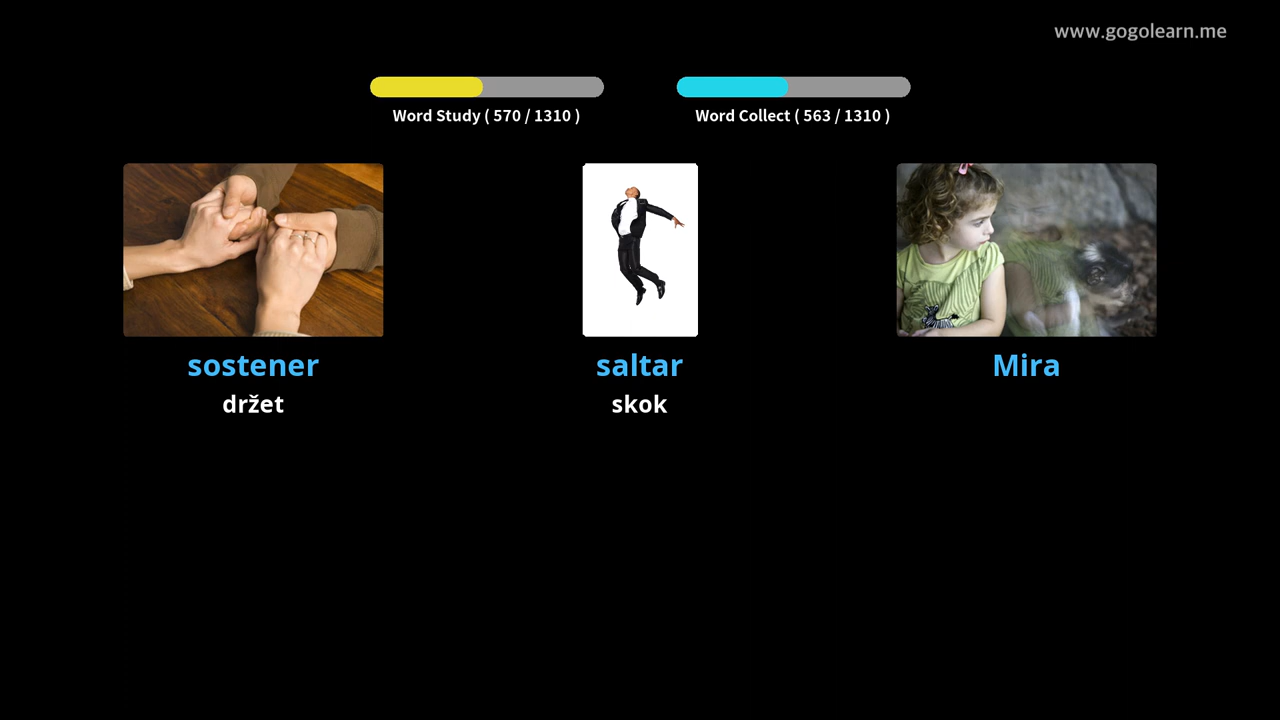 www.gogolearn.me
Word Study ( 570 / 1310 )
Word Collect ( 563 / 1310 )
sostener
držet
saltar
skok
Mira